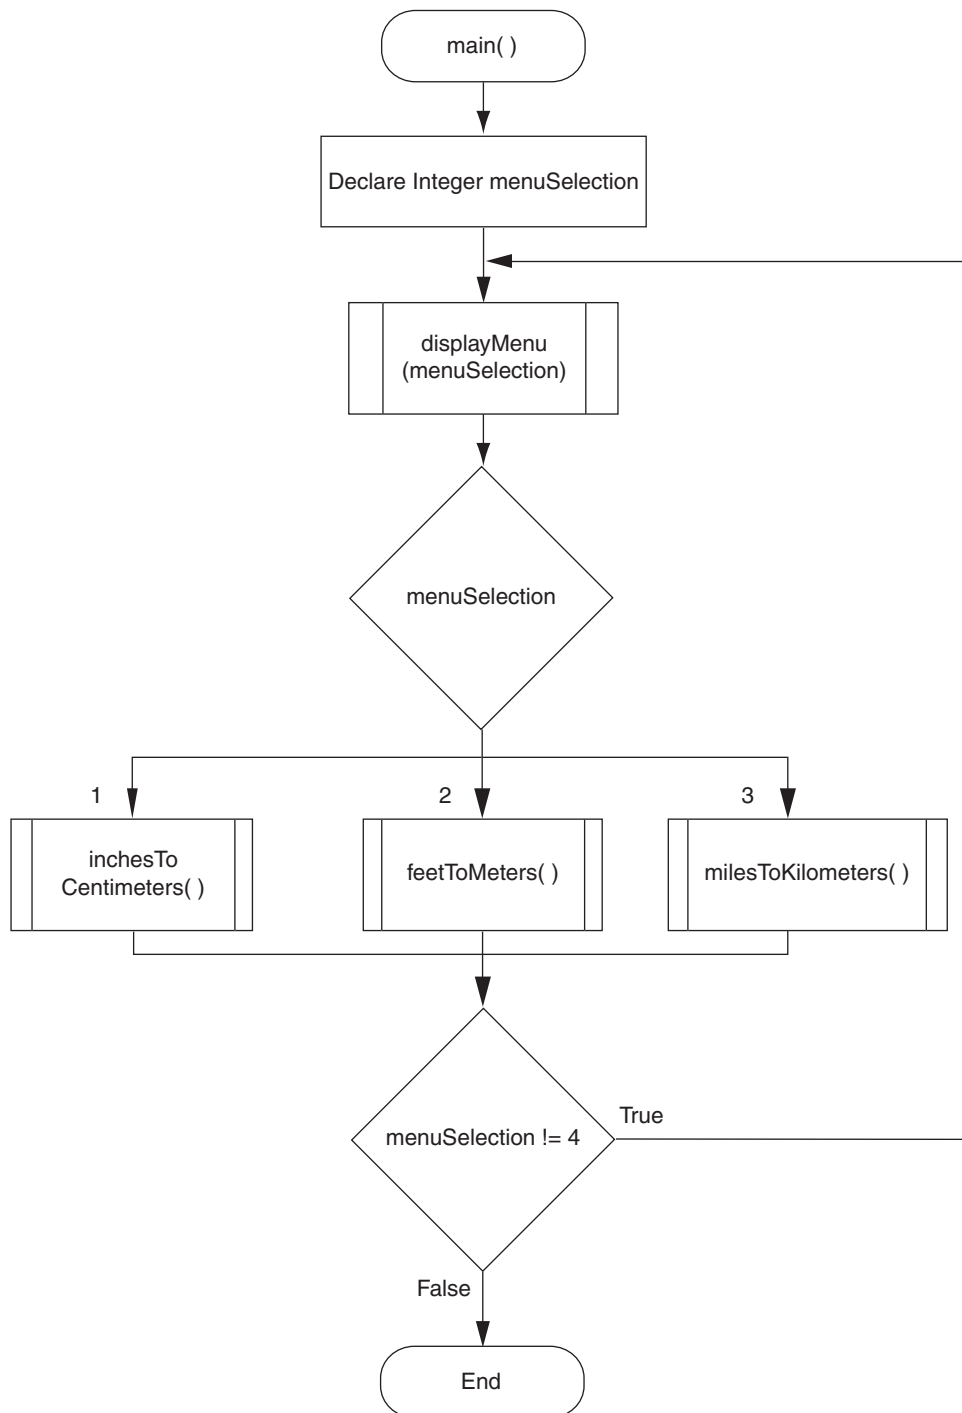 main( )
Declare Integer menuSelection
displayMenu
(menuSelection)
menuSelection
1
2
3
inchesTo
Centimeters( )
feetToMeters( )
milesToKilometers( )
True
menuSelection != 4
False
End